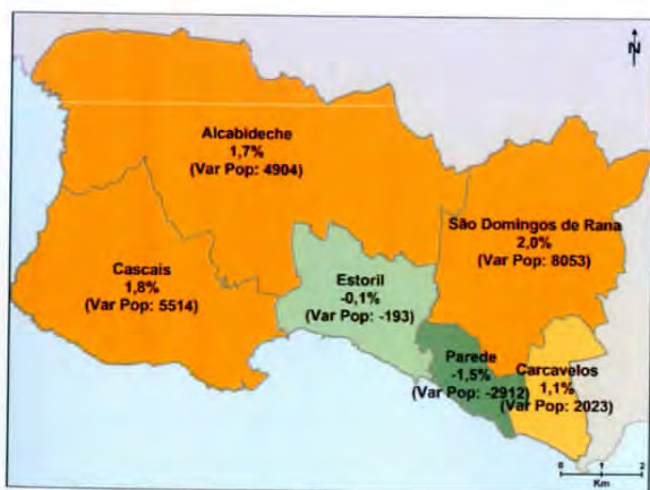 N
Alcabideche
1,7%
(Var Pop: 4904)
São Domingos de Rana
2,0%
(Var Pop: 8053)
Cascais
1,8%
(Var Pop: 5514)
Estoril
-0,1%
(Var Pop: -193)
Parede
-1,5%
(Var Pop: -2912)
Carcavelos
1,1%
(Var Pop: 2023)
0 1 2
Km